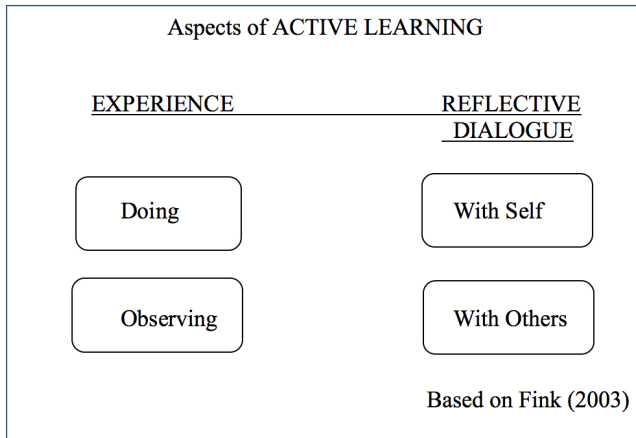 Aspects of ACTIVE LEARNING
EXPERIENCE REFLECTIVE
DIALOGUE
Doing With Self
Observing With Others
Based on Fink (2003)